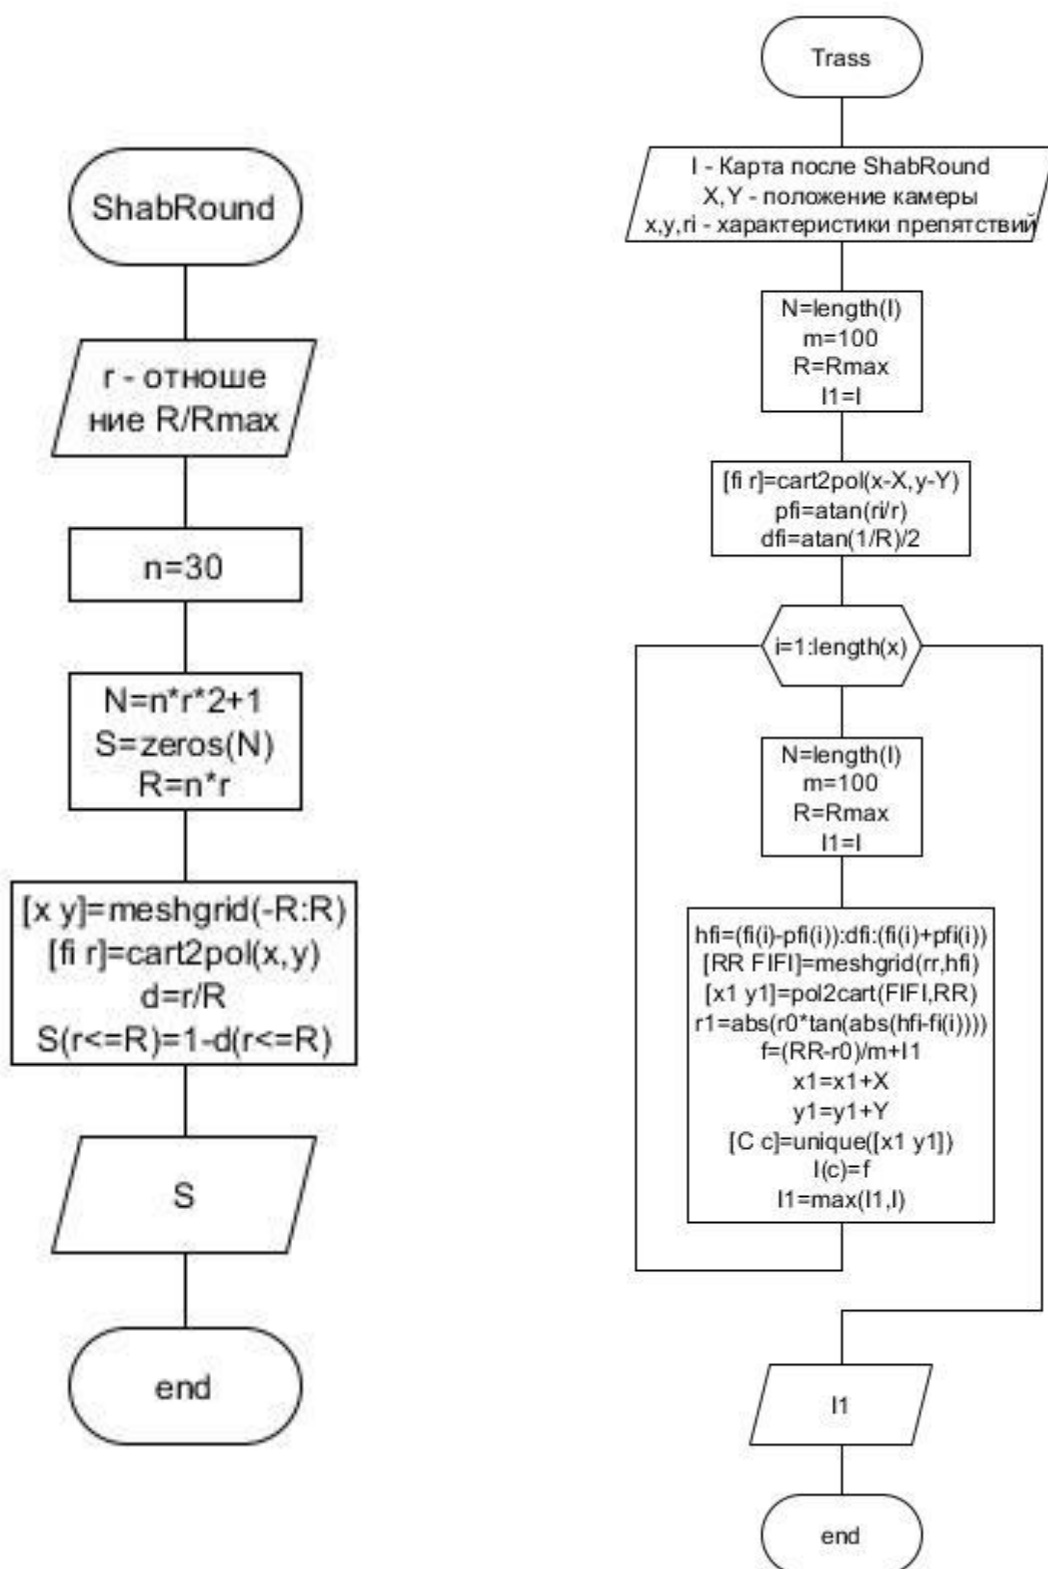 ShabRound
r - отноше
ние R/Rmax
n=30
N=n*r*2+1
S=zeros(N)
R=n*r
[x y]=meshgrid(-R:R)
[fi r]=cart2pol(x,y)
d=r/R
S(r<=R)=1-d(r<=R)
S
end
Trass
I - Карта после ShabRound
X,Y - положение камеры
x,y,ri - характеристики препятствий
N=length(I)
m=100
R=Rmax
I1=I
[fi r]=cart2pol(x-X,y-Y)
pfi=atan(ri/r)
dfi=atan(1/R)/2
i=1:length(x)
N=length(I)
m=100
R=Rmax
I1=I
hfi=(fi(i)-pfi(i)):dfi:(fi(i)+pfi(i))
[RR FIFI]=meshgrid(rr,hfi)
[x1 y1]=pol2cart(FIFI,RR)
r1=abs(r0*tan(abs(hfi-fi(i))))
f=(RR-r0)/m+I1
x1=x1+X
y1=y1+Y
[C c]=unique([x1 y1])
I(c)=f
I1=max(I1,I)
I1
end